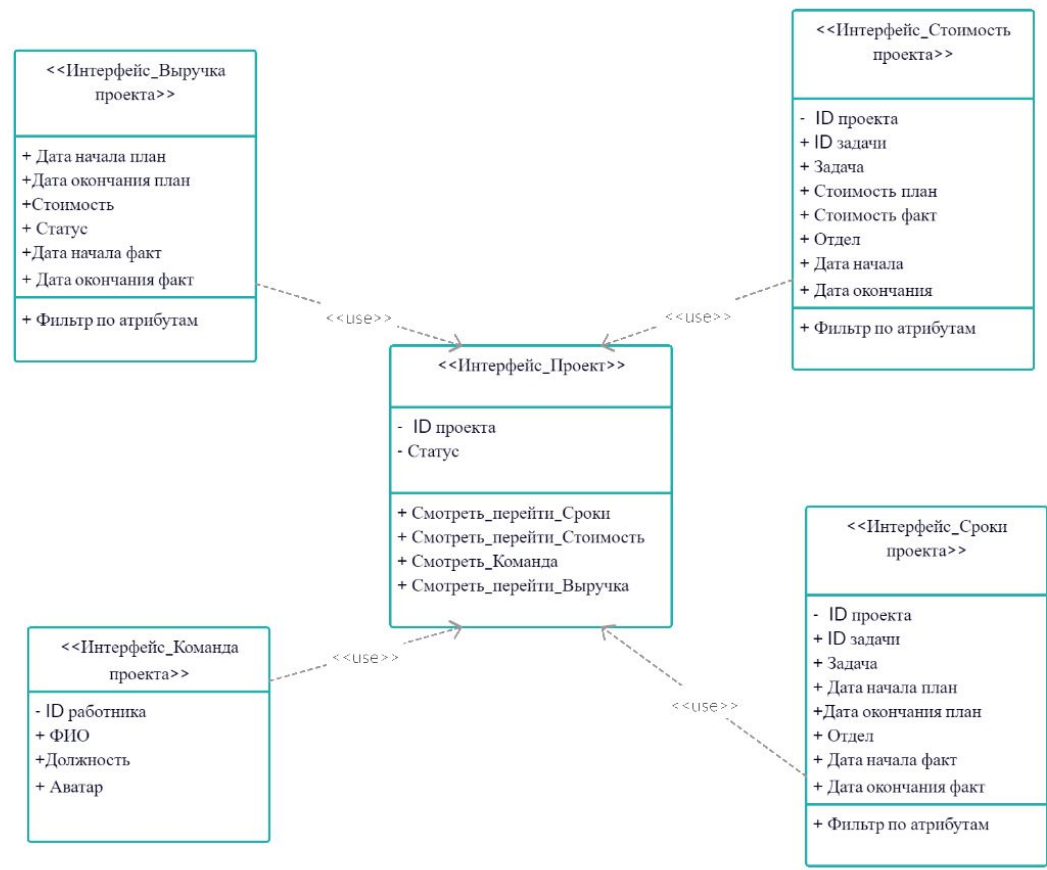 <<Интерфейс_Выручка
проекта>>
+ Дата начала план
+Дата окончания план
+Стоимость
+ Статус
+Дата начала факт
+ Дата окончания факт
+ Фильтр по атрибутам
<<Интерфейс_Стоимость
проекта>>
- ID проекта
+ ID задачи
+ Задача
+ Стоимость план
+ Стоимость факт
+ Отдел
+ Дата начала
+ Дата окончания
+ Фильтр по атрибутам
<<use>>
<<use>>
<<Интерфейс_Проект>>
- ID проекта
- Статус
+ Смотреть_перейти_Сроки
+ Смотреть_перейти_Стоимость
+ Смотреть_Команда
+ Смотреть_перейти_Выручка
<<Интерфейс_Команда
проекта>>
- ID работника
+ ФИО
+Должность
+ Аватар
<<use>>
<<use>>
<<Интерфейс_Сроки
проекта>>
- ID проекта
+ ID задачи
+ Задача
+ Дата начала план
+Дата окончания план
+ Отдел
+ Дата начала факт
+ Дата окончания факт
+ Фильтр по атрибутам